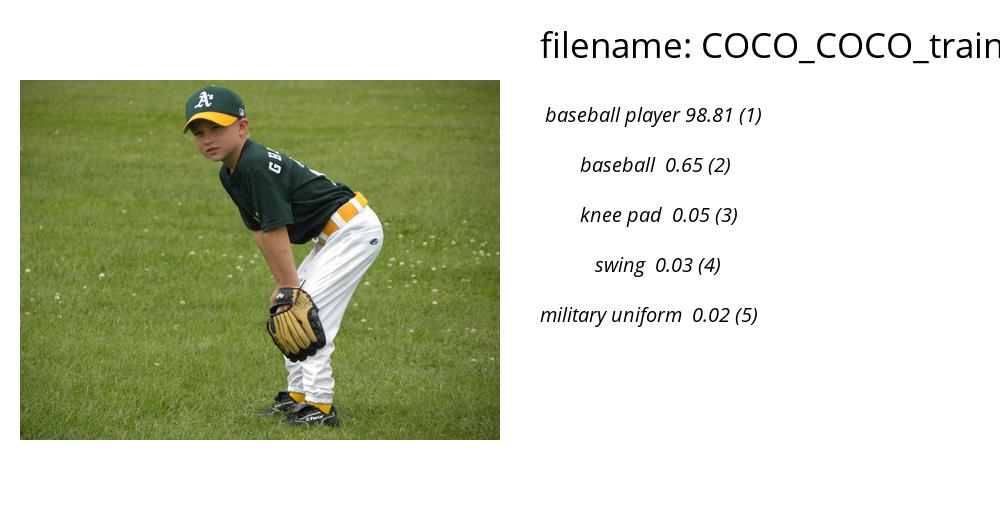 filename: COCO_COCO_train
baseball player 98.81 (1)
baseball 0.65 (2)
knee pad 0.05 (3)
swing 0.03 (4)
military uniform 0.02 (5)
A's